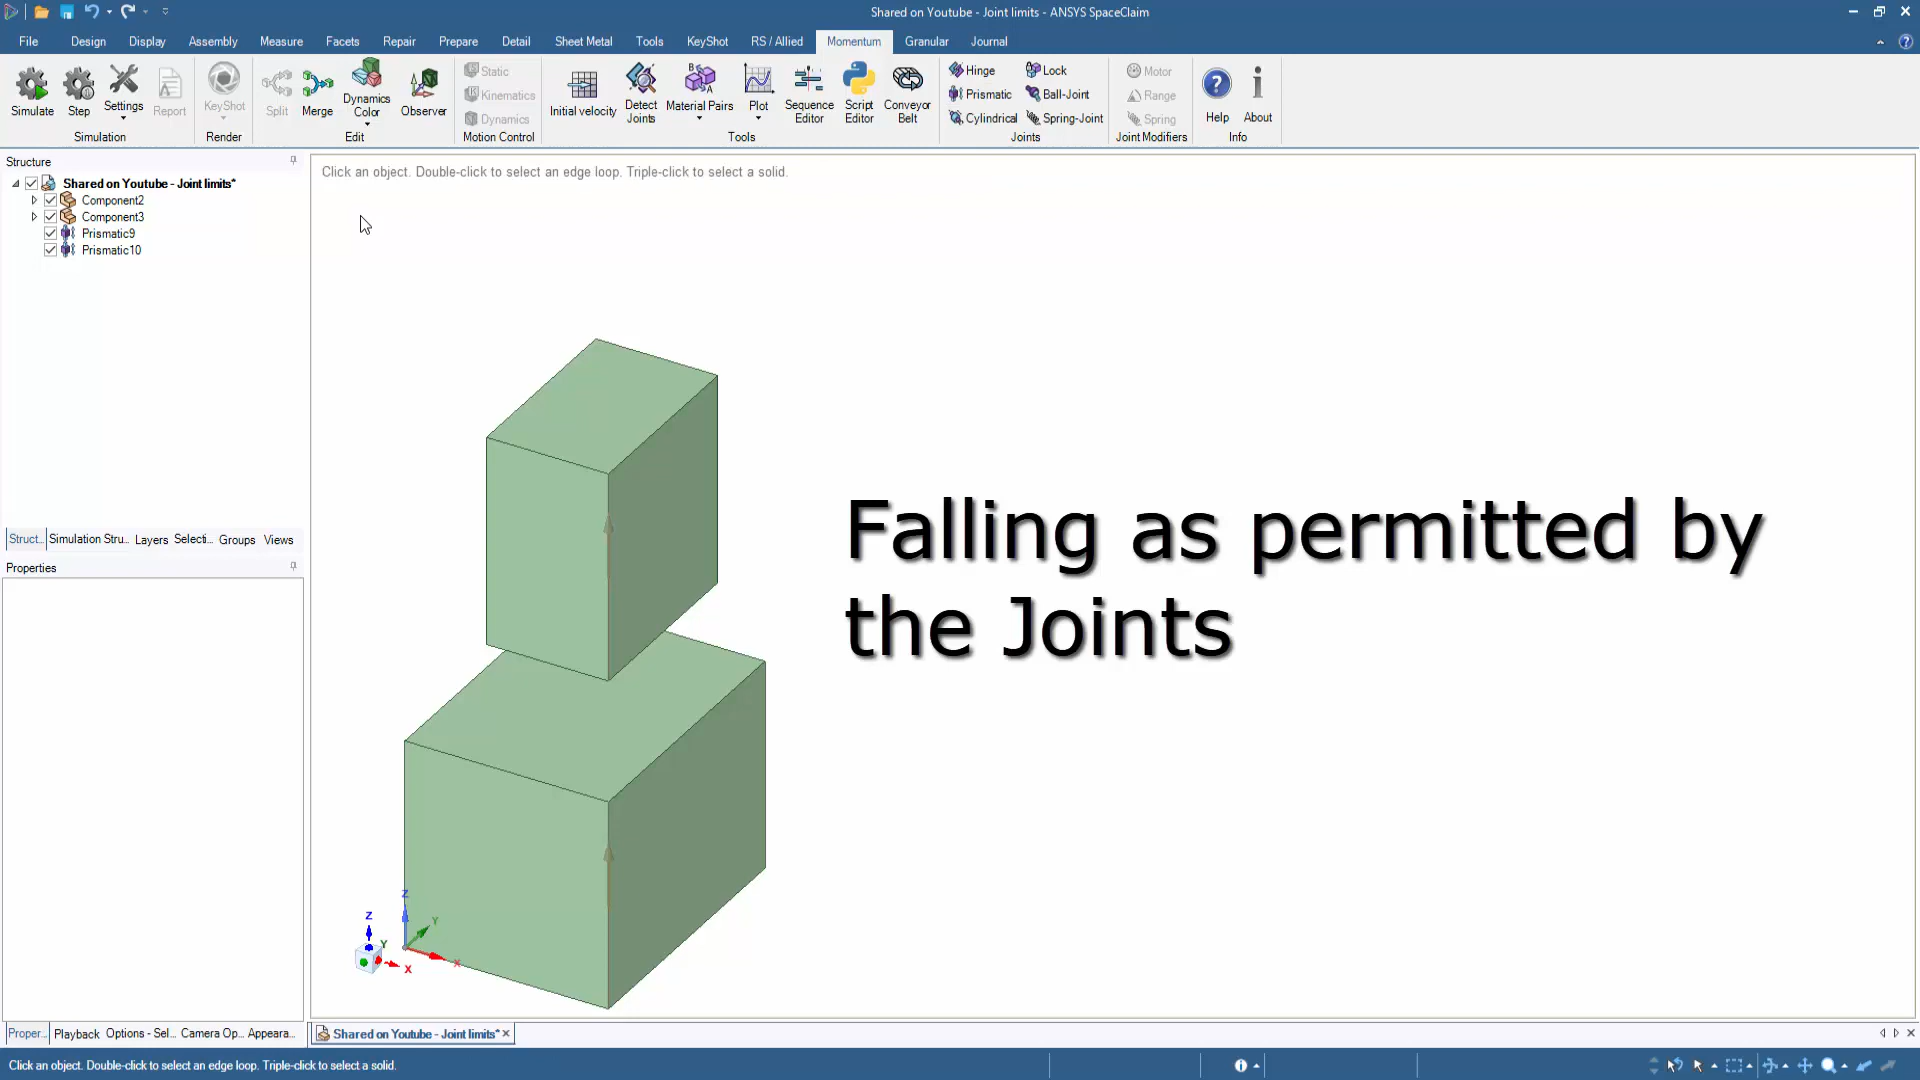 Shared on Youtube - Joint limits - ANSYS SpaceClaim
File Design Display Assembly Measure Facets Repair Prepare Detail Sheet Metal Tools KeyShot RS / Allied Momentum Granular Journal
Simulate Step Settings Report
Simulation
KeyShot
Render
Split Merge Dynamics Color Observer
Edit
Static
Kinematics
Dynamics
Motion Control
Initial velocity Detect Joints Material Pairs Plot Sequence Editor Script Editor Conveyor Belt
Tools
Hinge Lock
Prismatic Ball-Joint
Cylindrical Spring-Joint
Joints
Motor
Range
Spring
Joint Modifiers
Help About
Info
Structure
Shared on Youtube - Joint limits*
Component2
Component3
Prismatic9
Prismatic10
Struct... Simulation Stru... Layers Selecti... Groups Views
Properties
Proper... Playback Options - Sel... Camera Op... Appeara...
Click an object. Double-click to select an edge loop. Triple-click to select a solid.
Falling as permitted by
the Joints
Z
Y
X
Z
Y
X
Shared on Youtube - Joint limits*
Click an object. Double-click to select an edge loop. Triple-click to select a solid.